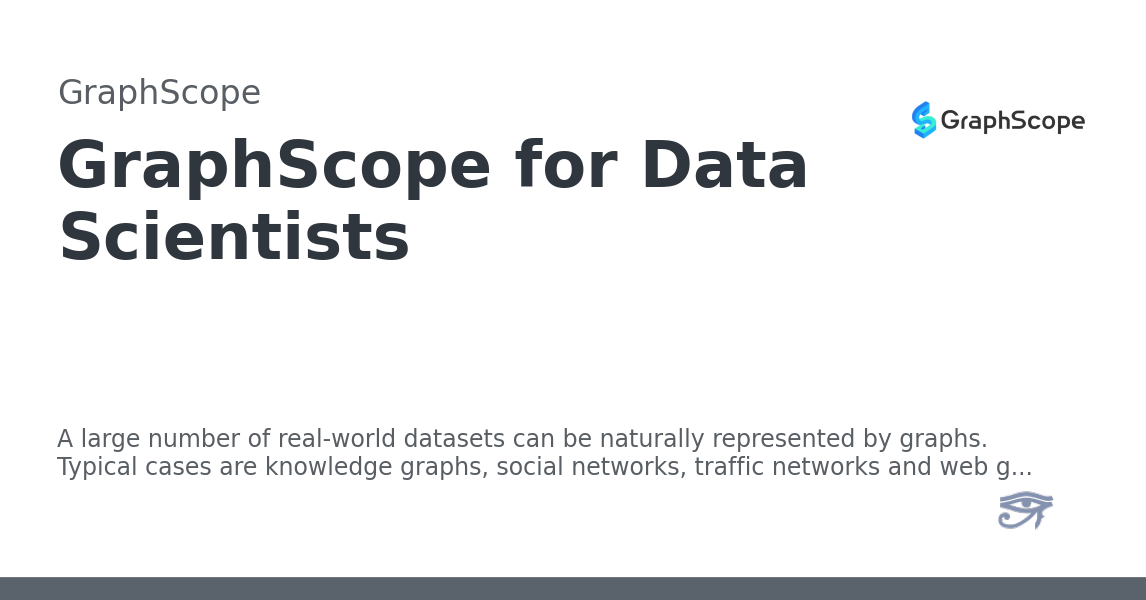 GraphScope
GraphScope
GraphScope for Data
Scientists
A large number of real-world datasets can be naturally represented by graphs.
Typical cases are knowledge graphs, social networks, traffic networks and web g...